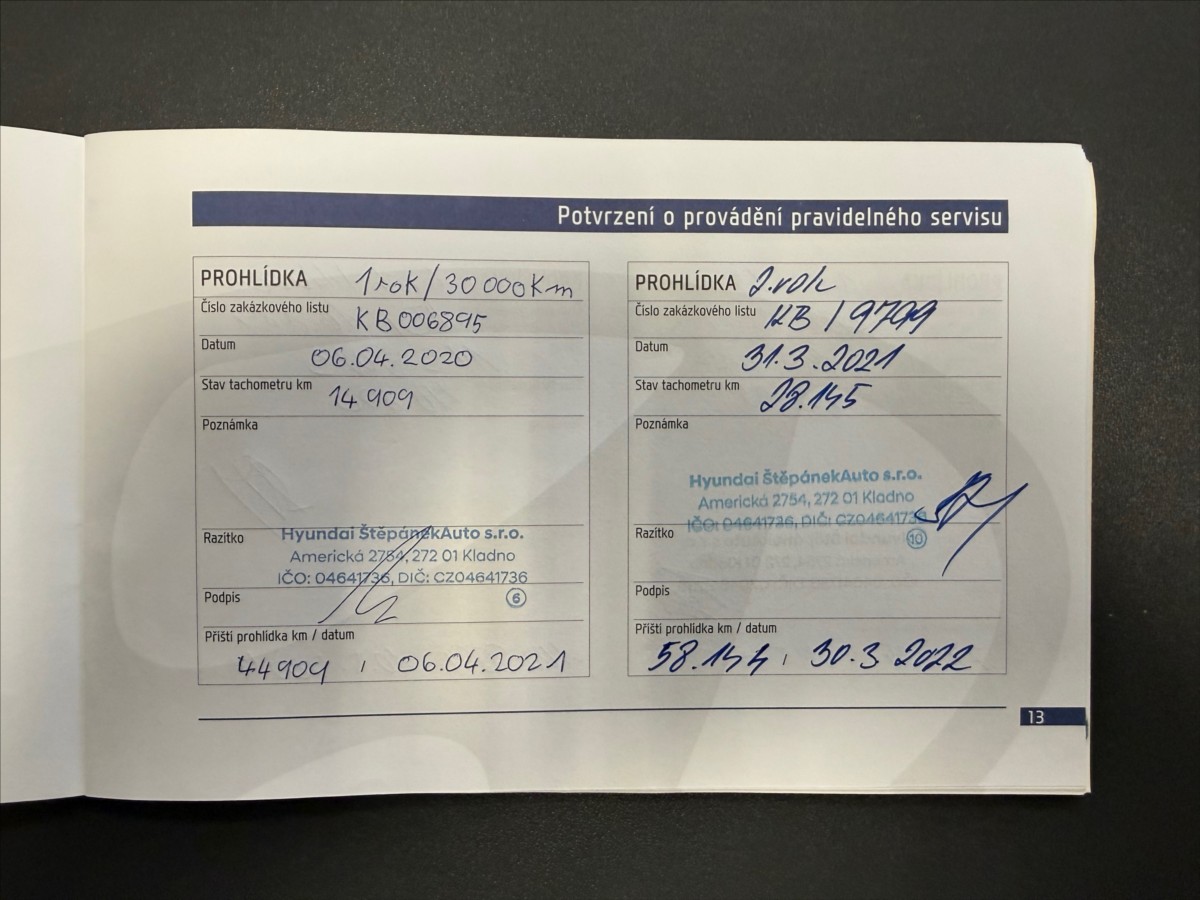 Potvrzení o provádění pravidelného servisu
PROHLÍDKA 1 rok / 30 000 Km
Číslo zakázkového listu KB006895
Datum 06.04.2020
Stav tachometru km 14 909
Poznámka
Razítko
Hyundai ŠtěpánekAuto s.r.o.
Americká 2754, 272 01 Kladno
IČO: 04641736, DIČ: CZ04641736
6
Podpis
Příští prohlídka km / datum
44909 , 06.04.2021
PROHLÍDKA 2. rok
Číslo zakázkového listu KB 19799
Datum 31.3.2021
Stav tachometru km 28.145
Poznámka
Hyundai ŠtěpánekAuto s.r.o.
Americká 2754, 272 01 Kladno
IČO: 04641736, DIČ: CZ04641736
10
Razítko
Podpis
Příští prohlídka km / datum
58.144 , 30.3 2022
13